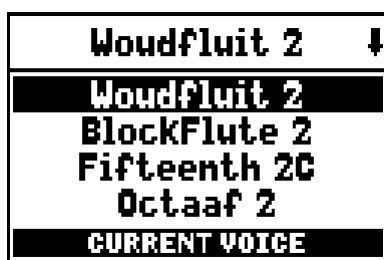 Woudfluit 2
Woudfluit 2
BlockFlute 2
Fifteenth 2C
Octaaf 2
CURRENT VOICE